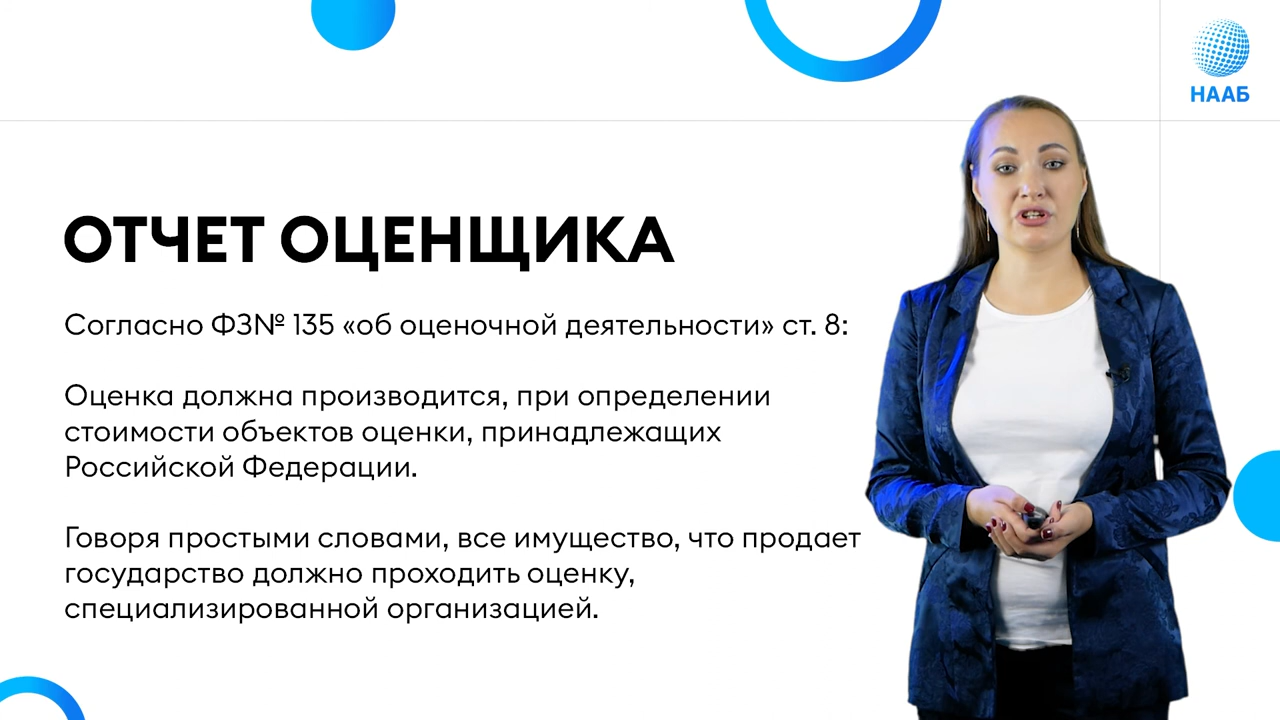 НААБ
ОТЧЕТ ОЦЕНЩИКА
Согласно ФЗ№ 135 «об оценочной деятельности» ст. 8:
Оценка должна производится, при определении
стоимости объектов оценки, принадлежащих
Российской Федерации.
Говоря простыми словами, все имущество, что продает
государство должно проходить оценку,
специализированной организацией.